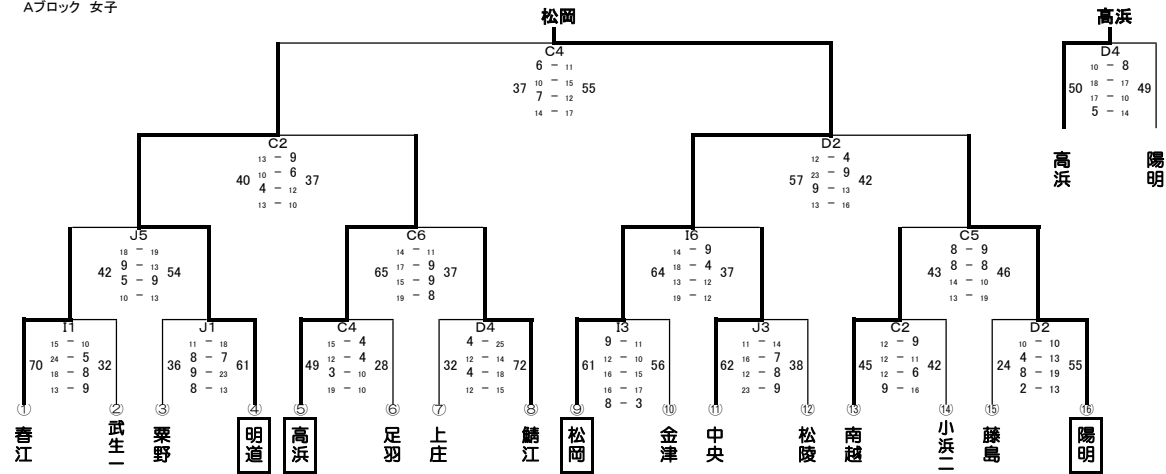 Aブロック 女子
松岡 高浜
C4 D4
6 － 11 10 － 8
10 － 15 18 － 17
37 55 50 49
7 － 12 17 － 10
14 － 17 5 － 14
高浜 陽明
C2 D2
13 － 9 12 － 4
10 － 6 23 － 9
40 37 57 42
4 － 12 9 － 13
13 － 10 13 － 16
J5 C6 I6 C5
18 － 19 14 － 11 14 － 9 8 － 9
9 － 13 17 － 9 18 － 4 8 － 8
42 54 65 37 64 37 43 46
5 － 9 15 － 9 13 － 12 14 － 10
10 － 13 19 － 8 19 － 12 13 － 19
I1 J1 C4 D4 I3 J3 C2 D2
15 － 10 11 － 18 15 － 4 4 － 25 9 － 11 11 － 14 12 － 9 10 － 10
24 － 5 8 － 7 12 － 4 12 － 14 12 － 10 16 － 7 12 － 11 4 － 13
70 32 36 61 49 28 32 72 61 56 62 38 45 42 24 55
18 － 8 9 － 23 3 － 10 4 － 18 16 － 15 12 － 8 12 － 6 8 － 19
13 － 9 8 － 13 19 － 10 12 － 15 16 － 17 23 － 9 9 － 16 2 － 13
8 － 3
① ② ③ ④ ⑤ ⑥ ⑦ ⑧ ⑨ ⑩ ⑪ ⑫ ⑬ ⑭ ⑮ ⑯
春江 武生一 粟野 明道 高浜 足羽 上庄 鯖江 松岡 金津 中央 松陵 南越 小浜二 藤島 陽明